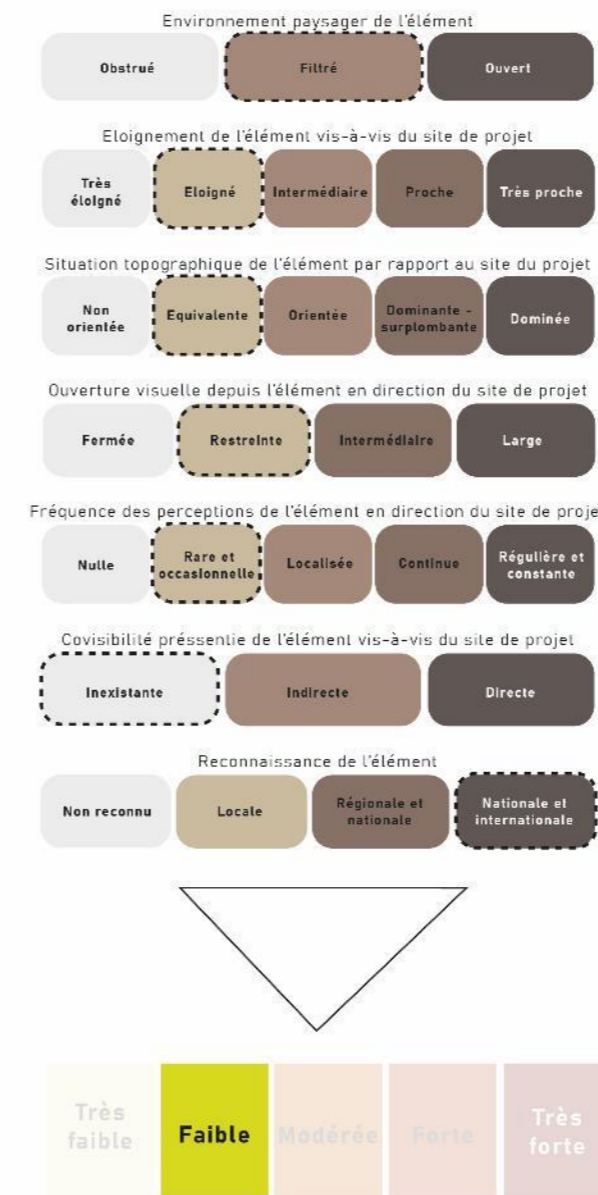 Environnement paysager de l'élément
Obstrué Filtré Ouvert
Eloignement de l'élément vis-à-vis du site de projet
Très éloigné Eloigné Intermédiaire Proche Très proche
Situation topographique de l'élément par rapport au site du projet
Non orientée Equivalente Orientée Dominante - surplombante Dominée
Ouverture visuelle depuis l'élément en direction du site de projet
Fermée Restreinte Intermédiaire Large
Fréquence des perceptions de l'élément en direction du site de proje
Nulle Rare et occasionnelle Localisée Continue Régulière et constante
Covisibilité préssentie de l'élément vis-à-vis du site de projet
Inexistante Indirecte Directe
Reconnaissance de l'élément
Non reconnu Locale Régionale et nationale Nationale et internationale
Très faible Faible Modérée Forte Très forte